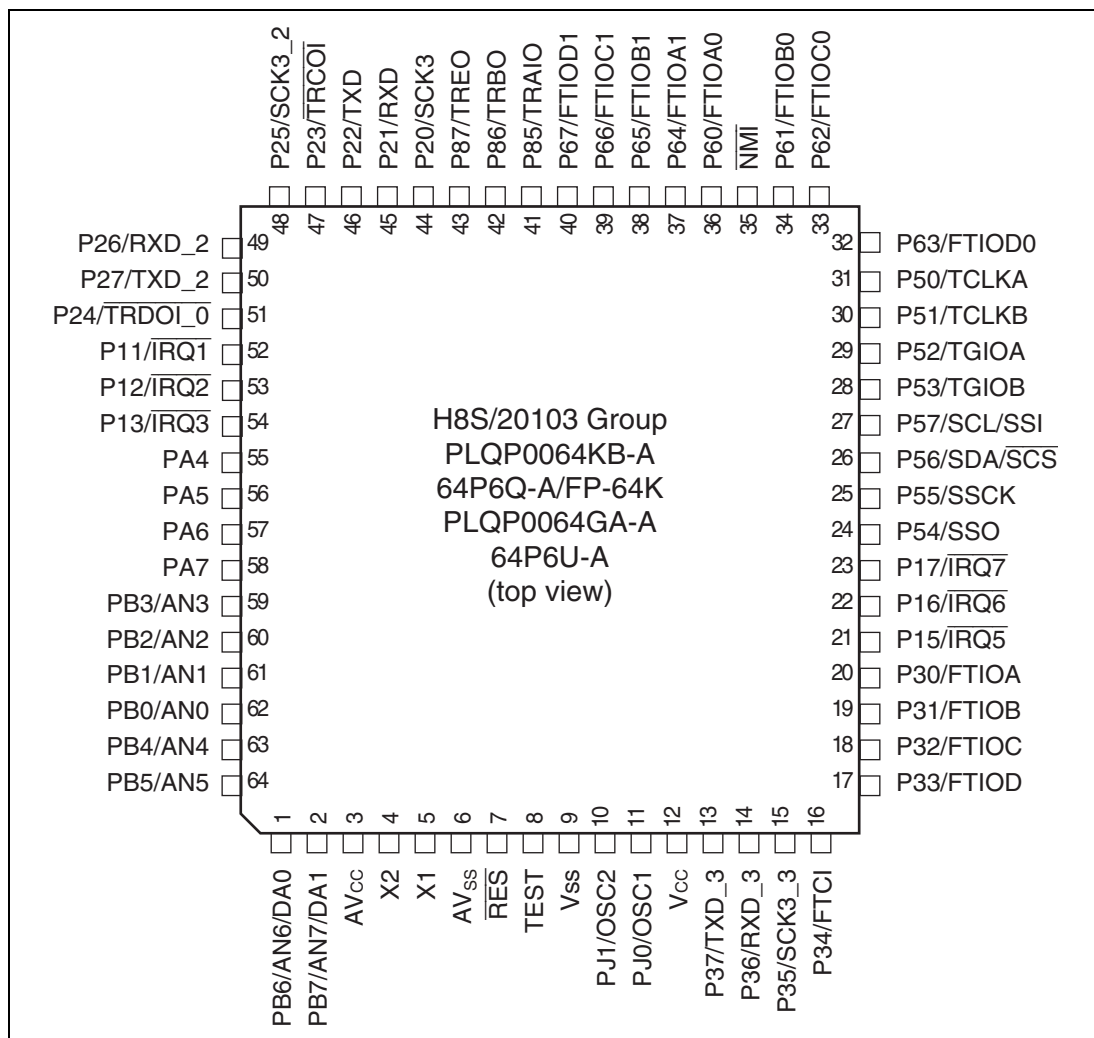 P25/SCK3_2
P23/TRCOI
P22/TXD
P21/RXD
P20/SCK3
P87/TREO
P86/TRBO
P85/TRAIO
P67/FTIOD1
P66/FTIOC1
P65/FTIOB1
P64/FTIOA1
P60/FTIOA0
NMI
P61/FTIOB0
P62/FTIOC0
48
47
46
45
44
43
42
41
40
39
38
37
36
35
34
33
P26/RXD_2 49
P27/TXD_2 50
P24/TRDOI_0 51
P11/IRQ1 52
P12/IRQ2 53
P13/IRQ3 54
PA4 55
PA5 56
PA6 57
PA7 58
PB3/AN3 59
PB2/AN2 60
PB1/AN1 61
PB0/AN0 62
PB4/AN4 63
PB5/AN5 64
H8S/20103 Group
PLQP0064KB-A
64P6Q-A/FP-64K
PLQP0064GA-A
64P6U-A
(top view)
32 P63/FTIOD0
31 P50/TCLKA
30 P51/TCLKB
29 P52/TGIOA
28 P53/TGIOB
27 P57/SCL/SSI
26 P56/SDA/SCS
25 P55/SSCK
24 P54/SSO
23 P17/IRQ7
22 P16/IRQ6
21 P15/IRQ5
20 P30/FTIOA
19 P31/FTIOB
18 P32/FTIOC
17 P33/FTIOD
1
2
3
4
5
6
7
8
9
10
11
12
13
14
15
16
PB6/AN6/DA0
PB7/AN7/DA1
AVcc
X2
X1
AVss
RES
TEST
Vss
PJ1/OSC2
PJ0/OSC1
Vcc
P37/TXD_3
P36/RXD_3
P35/SCK3_3
P34/FTCI